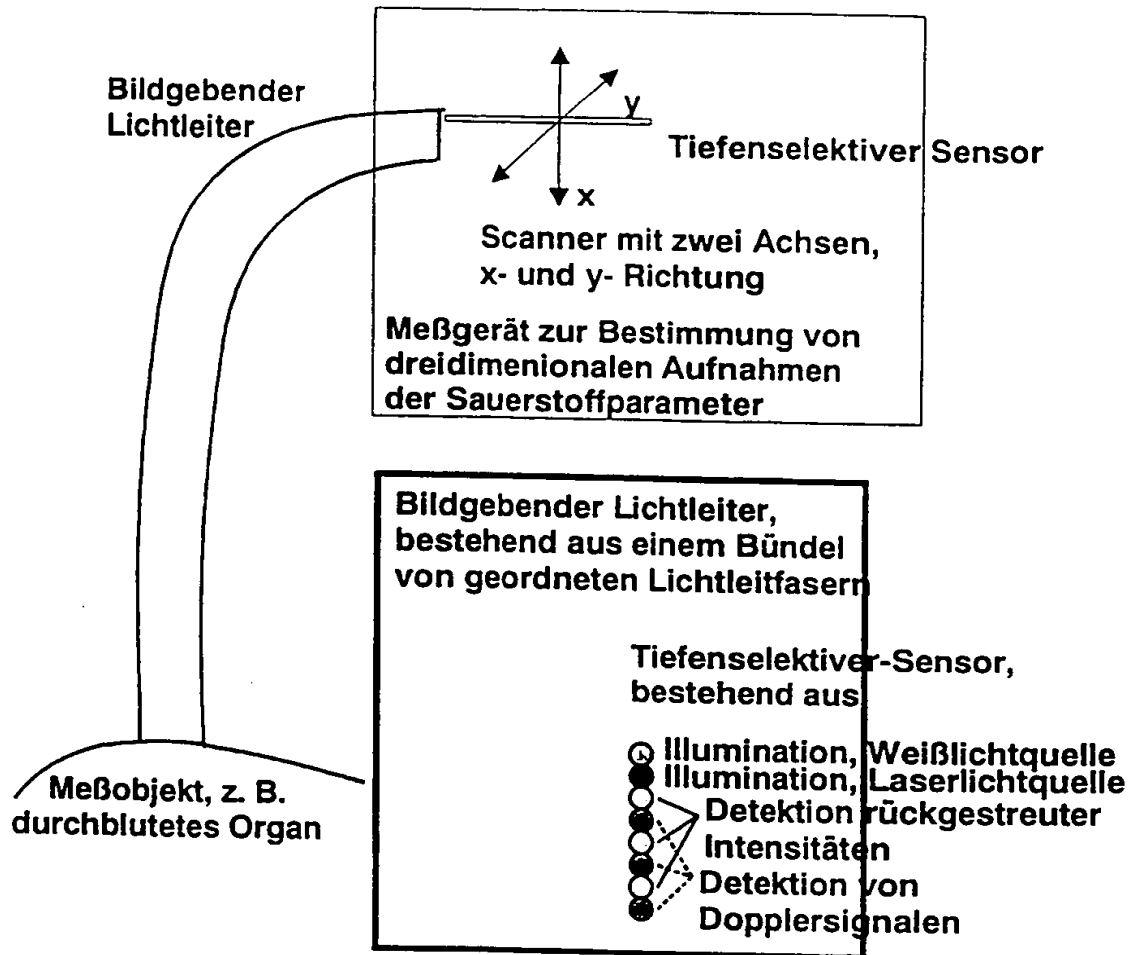 Bildgebender
Lichtleiter
y
Tiefenselektiver Sensor
x
Scanner mit zwei Achsen,
x- und y- Richtung
Meßgerät zur Bestimmung von
dreidimenionalen Aufnahmen
der Sauerstoffparameter
Bildgebender Lichtleiter,
bestehend aus einem Bündel
von geordneten Lichtleitfasern
Tiefenselektiver-Sensor,
bestehend aus
Illumination, Weißlichtquelle
Illumination, Laserlichtquelle
Detektion rückgestreuter
Intensitäten
Detektion von
Dopplersignalen
Meßobjekt, z. B.
durchblutetes Organ